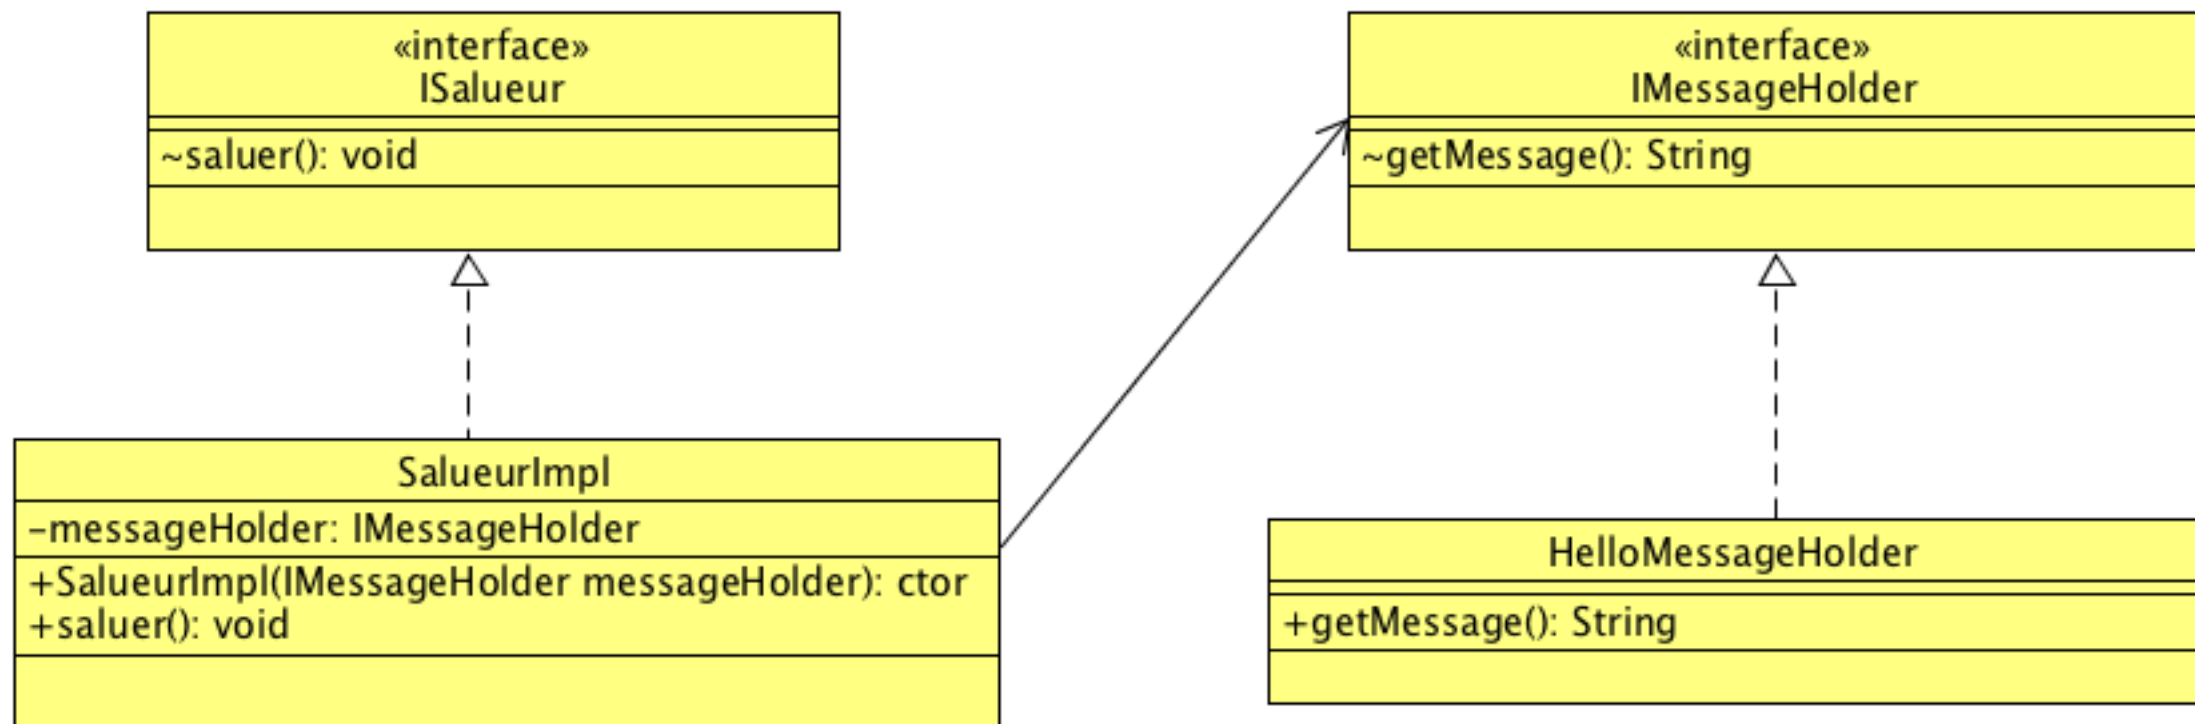 «interface»
ISalueur
~saluer(): void
«interface»
IMessageHolder
~getMessage(): String
SalueurImpl
-messageHolder: IMessageHolder
+SalueurImpl(IMessageHolder messageHolder): ctor
+saluer(): void
HelloMessageHolder
+getMessage(): String